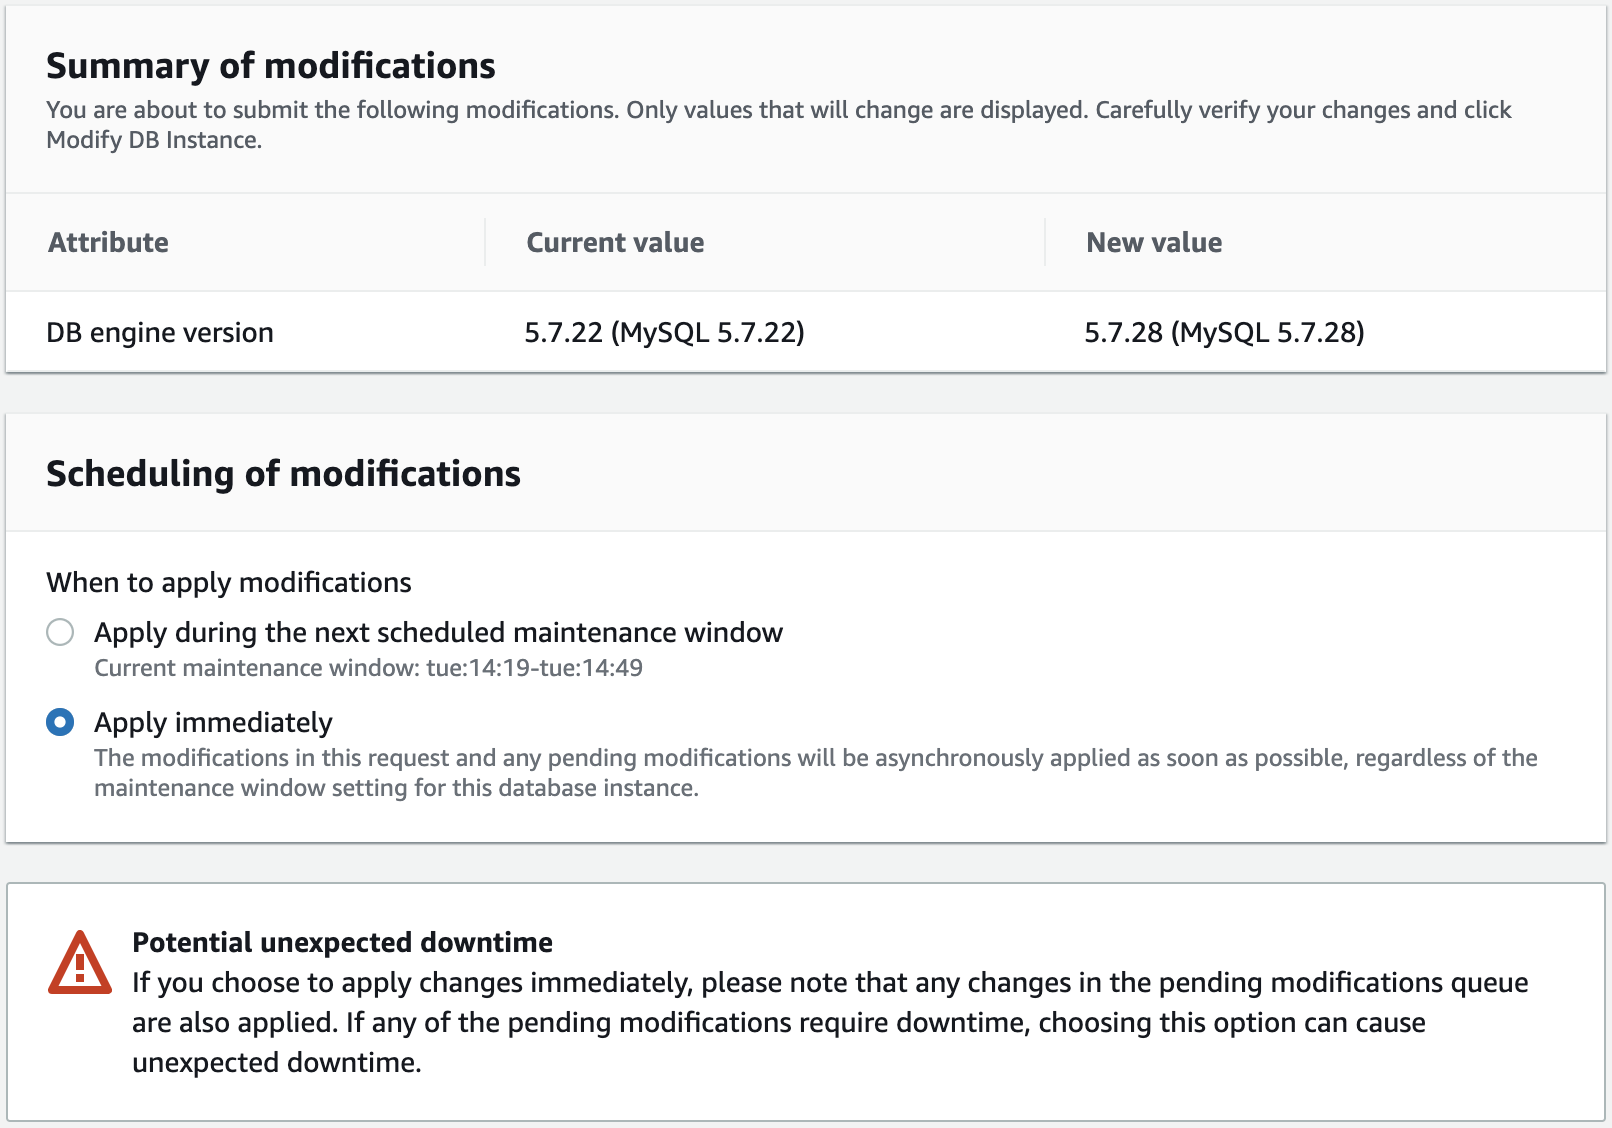 Summary of modifications
You are about to submit the following modifications. Only values that will change are displayed. Carefully verify your changes and click
Modify DB Instance.
Attribute
Current value
New value
DB engine version
5.7.22 (MySQL 5.7.22)
5.7.28 (MySQL 5.7.28)
Scheduling of modifications
When to apply modifications
Apply during the next scheduled maintenance window
Current maintenance window: tue:14:19-tue:14:49
Apply immediately
The modifications in this request and any pending modifications will be asynchronously applied as soon as possible, regardless of the
maintenance window setting for this database instance.
Potential unexpected downtime
If you choose to apply changes immediately, please note that any changes in the pending modifications queue
are also applied. If any of the pending modifications require downtime, choosing this option can cause
unexpected downtime.